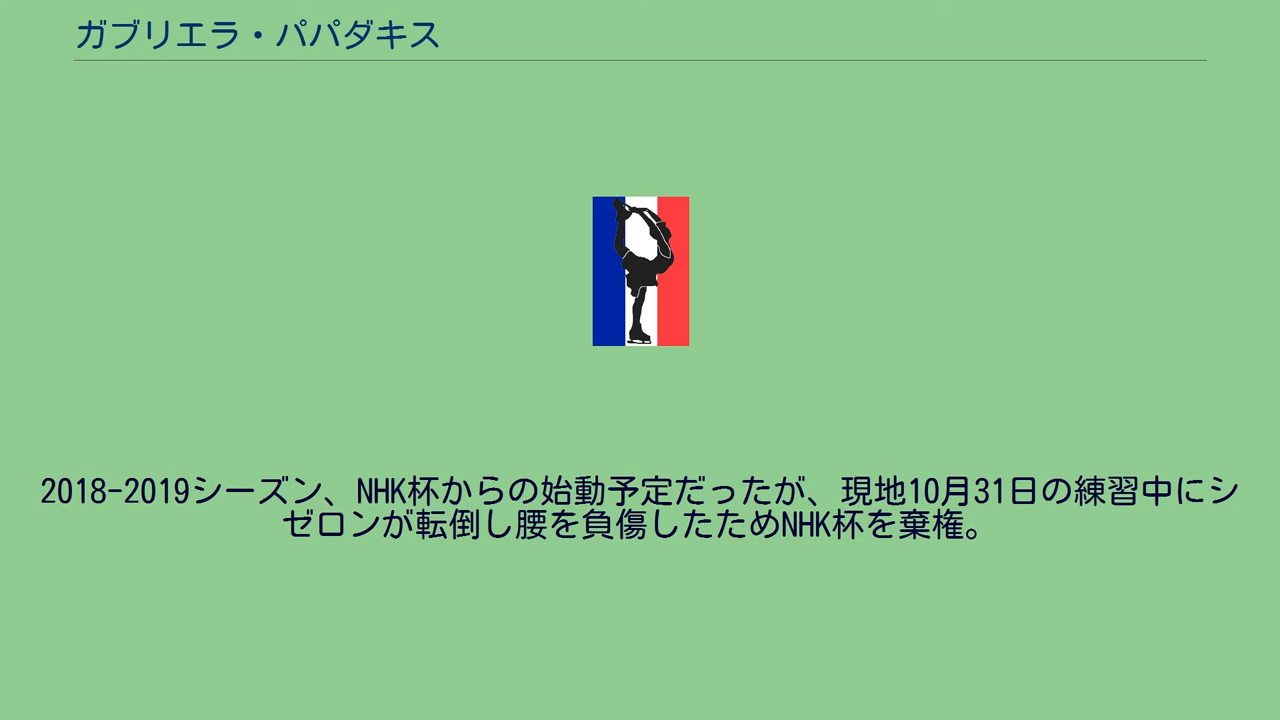 ガブリエラ・パパダキス
2018-2019シーズン、NHK杯からの始動予定だったが、現地10月31日の練習中にシ
ゼロンが転倒し腰を負傷したためNHK杯を棄権。